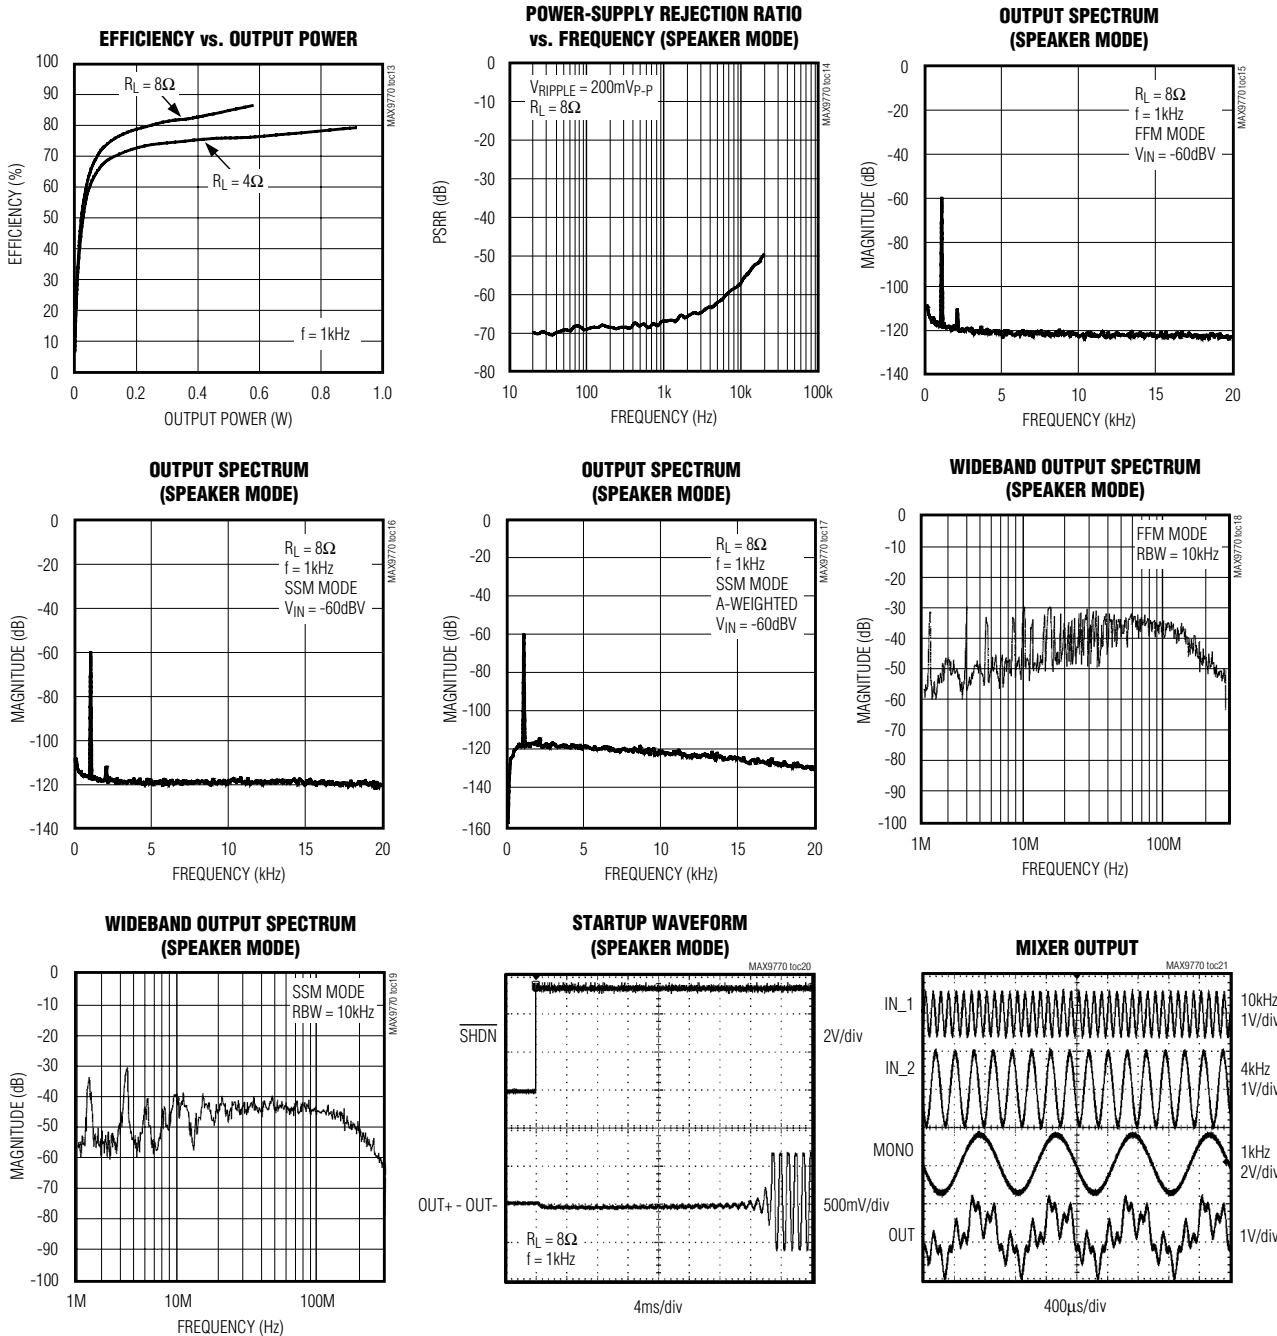 EFFICIENCY vs. OUTPUT POWER
MAX9770 toc13
EFFICIENCY (%)
100
90
80
70
60
50
40
30
20
10
0
RL = 8Ω
RL = 4Ω
f = 1kHz
0 0.2 0.4 0.6 0.8 1.0
OUTPUT POWER (W)
POWER-SUPPLY REJECTION RATIO
vs. FREQUENCY (SPEAKER MODE)
MAX9770 toc14
PSRR (dB)
0
-10
-20
-30
-40
-50
-60
-70
-80
VRIPPLE = 200mVP-P
RL = 8Ω
10 100 1k 10k 100k
FREQUENCY (Hz)
OUTPUT SPECTRUM
(SPEAKER MODE)
MAX9770 toc15
MAGNITUDE (dB)
0
-20
-40
-60
-80
-100
-120
-140
RL = 8Ω
f = 1kHz
FFM MODE
VIN = -60dBV
0 5 10 15 20
FREQUENCY (kHz)
OUTPUT SPECTRUM
(SPEAKER MODE)
MAX9770 toc16
MAGNITUDE (dB)
0
-20
-40
-60
-80
-100
-120
-140
RL = 8Ω
f = 1kHz
SSM MODE
VIN = -60dBV
0 5 10 15 20
FREQUENCY (kHz)
OUTPUT SPECTRUM
(SPEAKER MODE)
MAX9770 toc17
MAGNITUDE (dB)
0
-20
-40
-60
-80
-100
-120
-140
-160
RL = 8Ω
f = 1kHz
SSM MODE
A-WEIGHTED
VIN = -60dBV
0 5 10 15 20
FREQUENCY (kHz)
WIDEBAND OUTPUT SPECTRUM
(SPEAKER MODE)
MAX9770 toc18
MAGNITUDE (dB)
0
-10
-20
-30
-40
-50
-60
-70
-80
-90
-100
FFM MODE
RBW = 10kHz
1M 10M 100M
FREQUENCY (Hz)
WIDEBAND OUTPUT SPECTRUM
(SPEAKER MODE)
MAX9770 toc19
MAGNITUDE (dB)
0
-10
-20
-30
-40
-50
-60
-70
-80
-90
-100
SSM MODE
RBW = 10kHz
1M 10M 100M
FREQUENCY (Hz)
STARTUP WAVEFORM
(SPEAKER MODE)
MAX9770 toc20
SHDN
2V/div
OUT+ - OUT-
500mV/div
RL = 8Ω
f = 1kHz
4ms/div
MIXER OUTPUT
MAX9770 toc21
IN_1
10kHz
1V/div
IN_2
4kHz
1V/div
MONO
1kHz
2V/div
OUT
1V/div
400μs/div